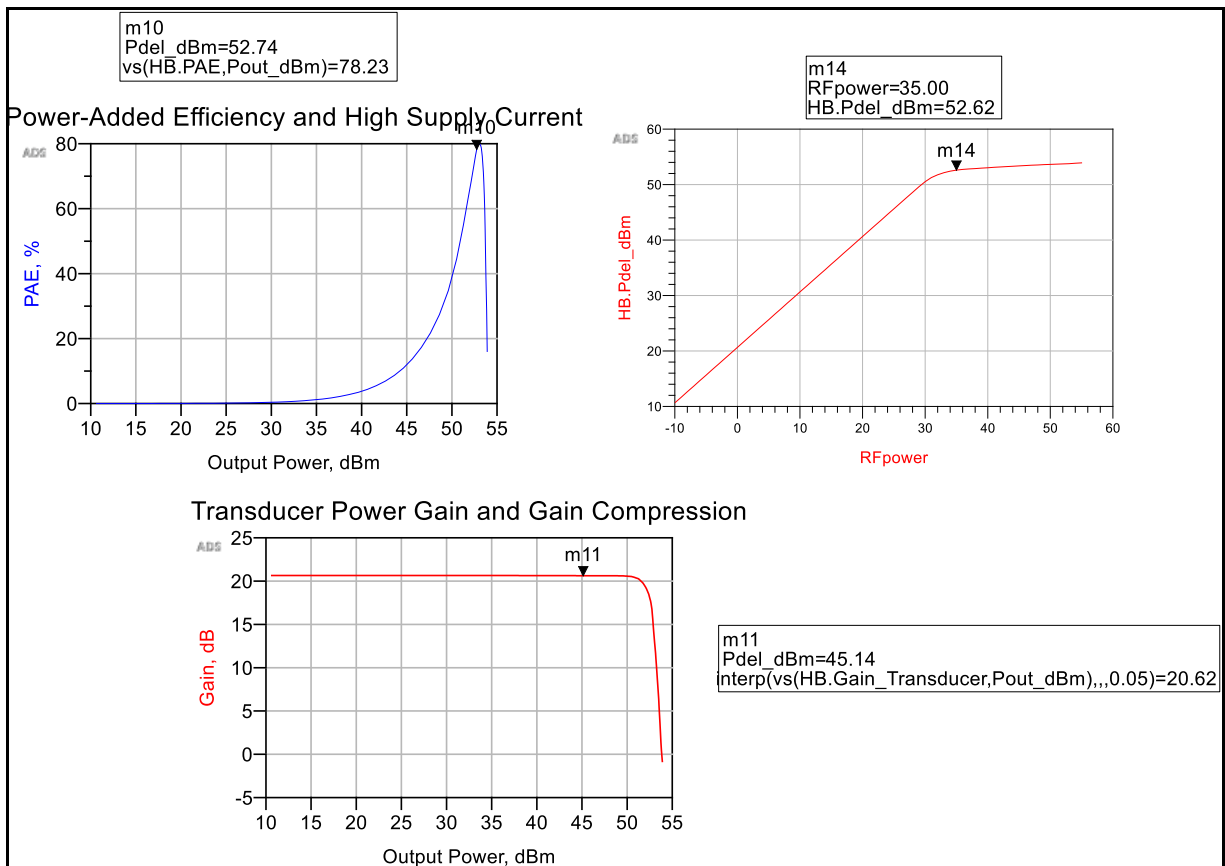 m10
Pdel_dBm=52.74
vs(HB.PAE,Pout_dBm)=78.23
Power-Added Efficiency and High Supply Current
m10
ADS
80
60
40
20
0
PAE, %
10 15 20 25 30 35 40 45 50 55
Output Power, dBm
m14
RFpower=35.00
HB.Pdel_dBm=52.62
ADS
m14
60
50
40
30
20
10
HB.Pdel_dBm
-10 0 10 20 30 40 50 60
RFpower
Transducer Power Gain and Gain Compression
ADS
m11
25
20
15
10
5
0
-5
Gain, dB
10 15 20 25 30 35 40 45 50 55
Output Power, dBm
m11
Pdel_dBm=45.14
interp(vs(HB.Gain_Transducer,Pout_dBm),,,0.05)=20.62